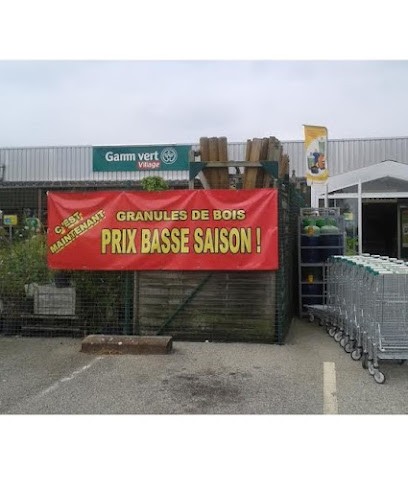 Gamm vert
Village
C'EST
MAINTENANT
GRANULES DE BOIS
PRIX BASSE SAISON !